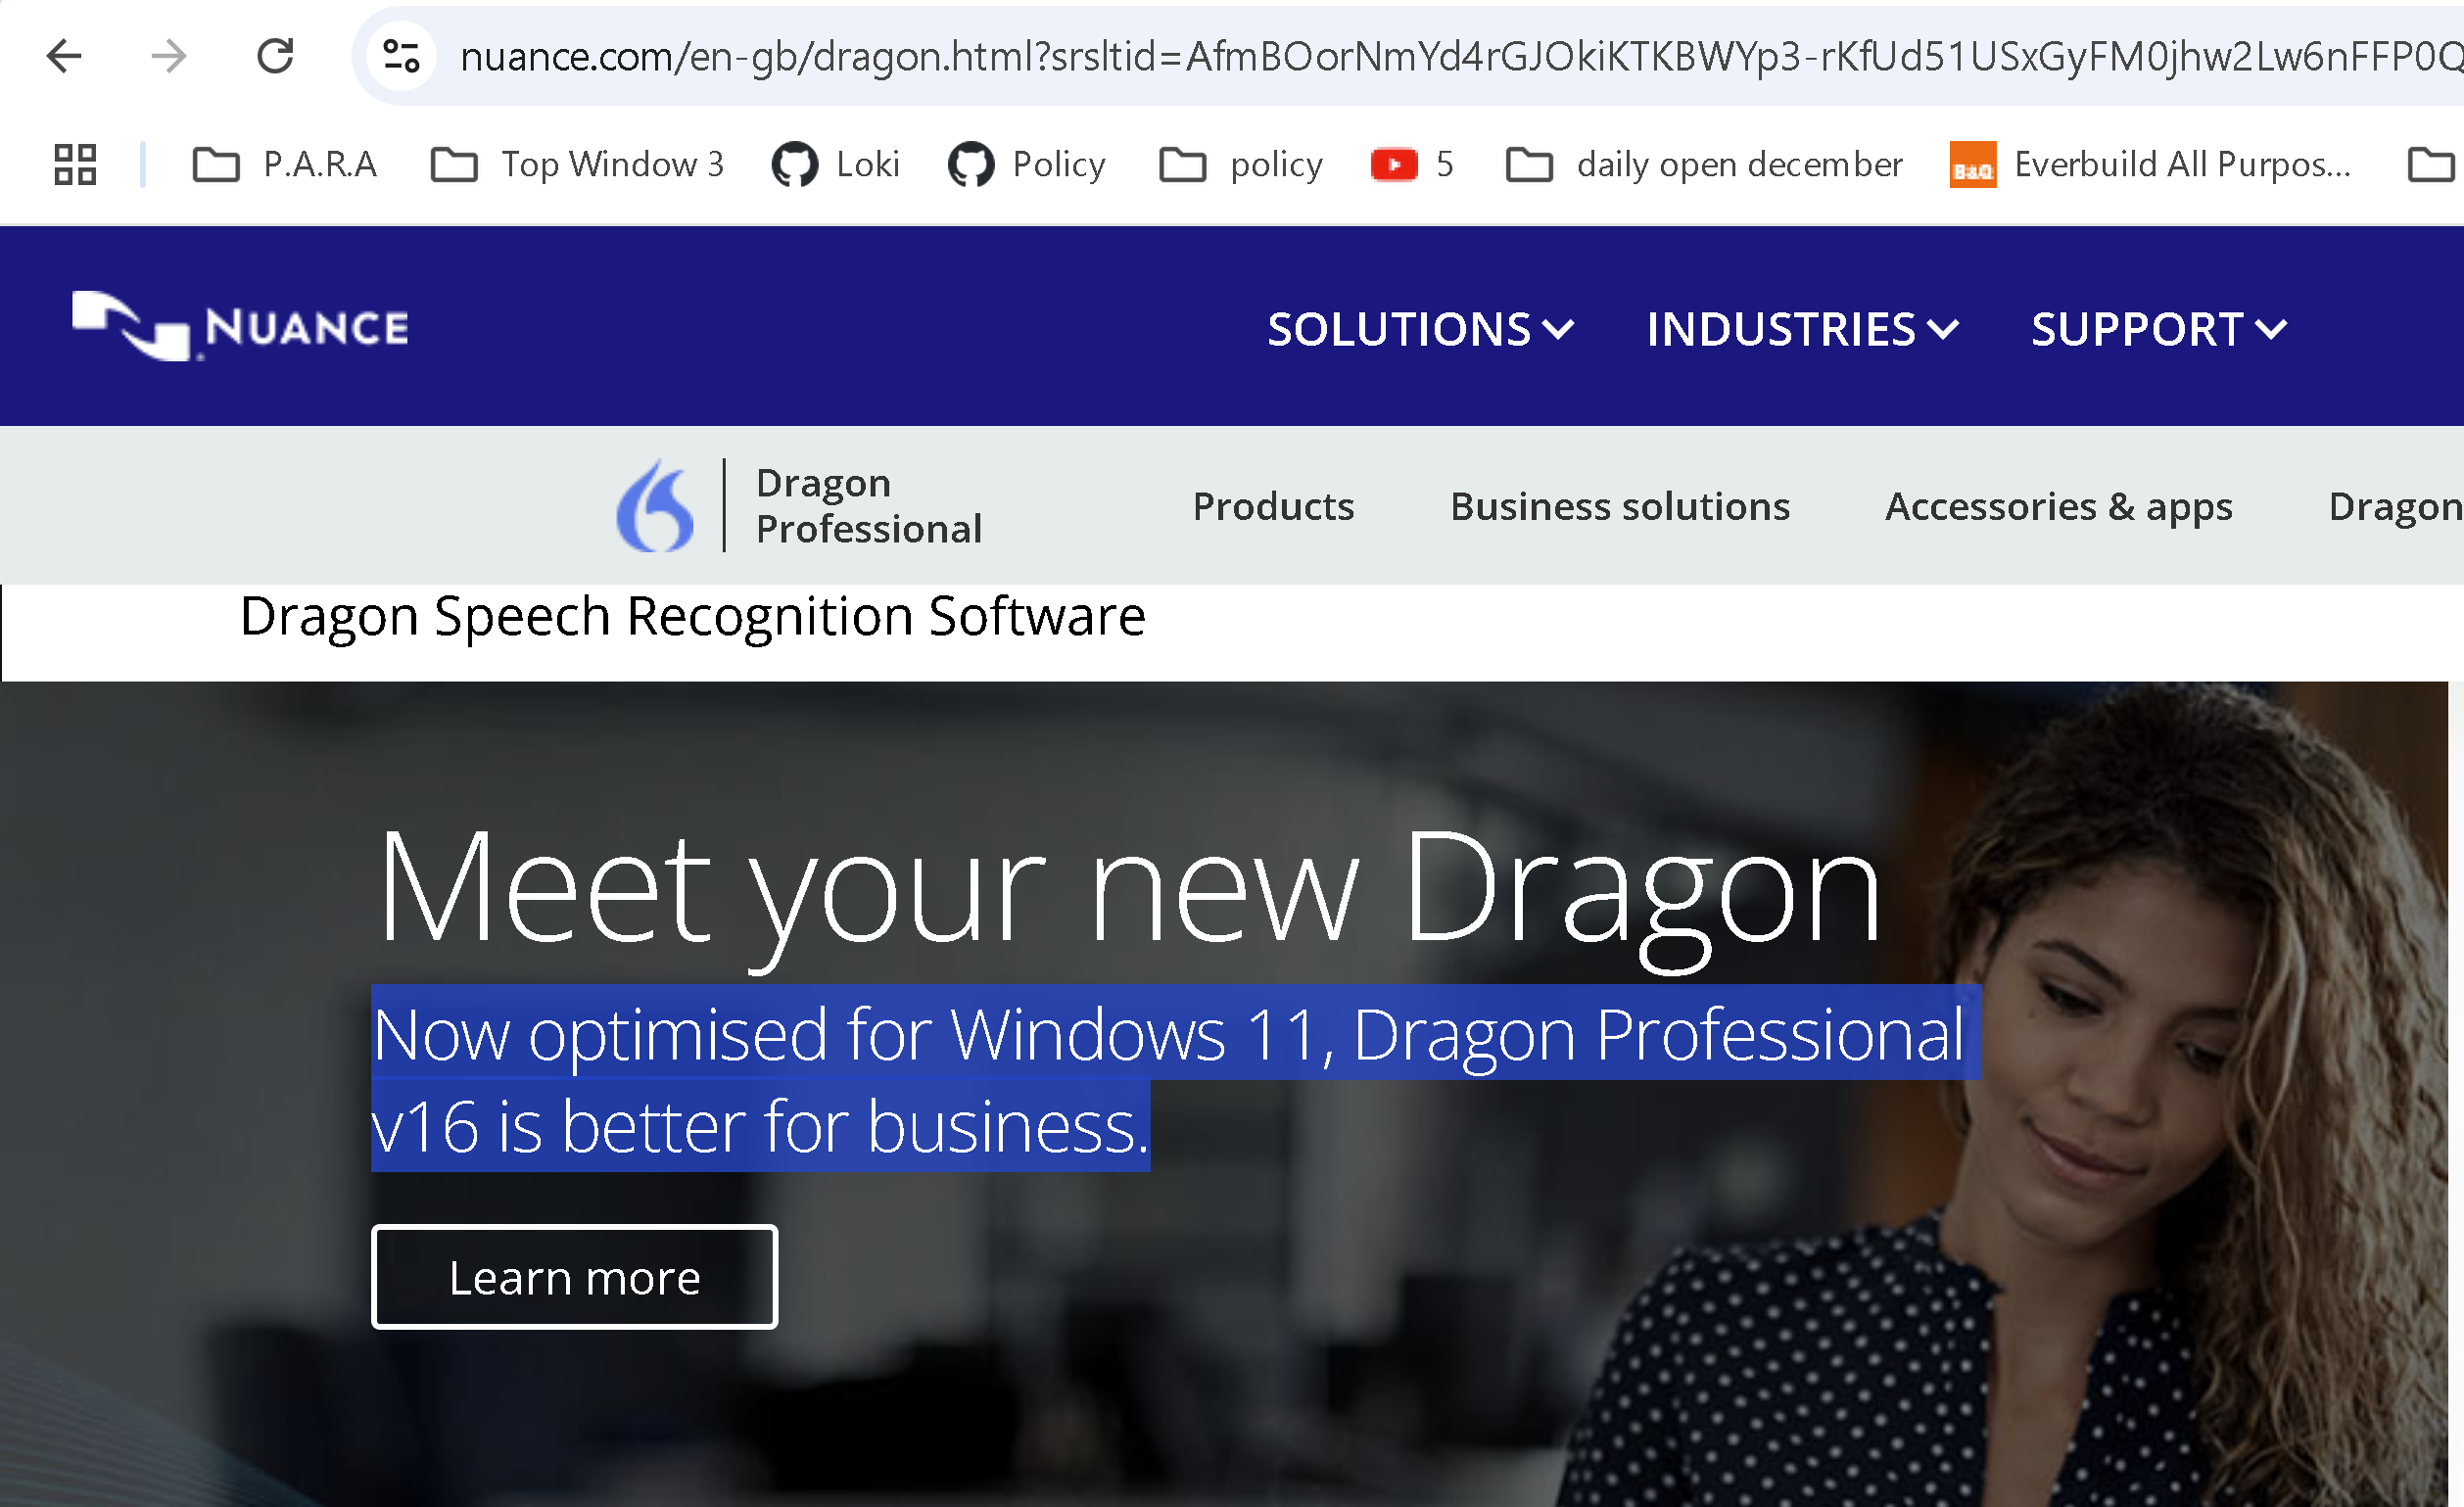 nuance.com/en-gb/dragon.html?srsltid=AfmBOorNmYd4rGJOkiKTKBWYp3-rKfUd51USxGyFM0jhw2Lw6nFFP0Q
P.A.R.A Top Window 3 Loki Policy policy 5 daily open december B&Q Everbuild All Purpos...
NUANCE SOLUTIONS INDUSTRIES SUPPORT
Dragon
Professional
Products Business solutions Accessories & apps Dragon
Dragon Speech Recognition Software
Meet your new Dragon
Now optimised for Windows 11, Dragon Professional
v16 is better for business.
Learn more